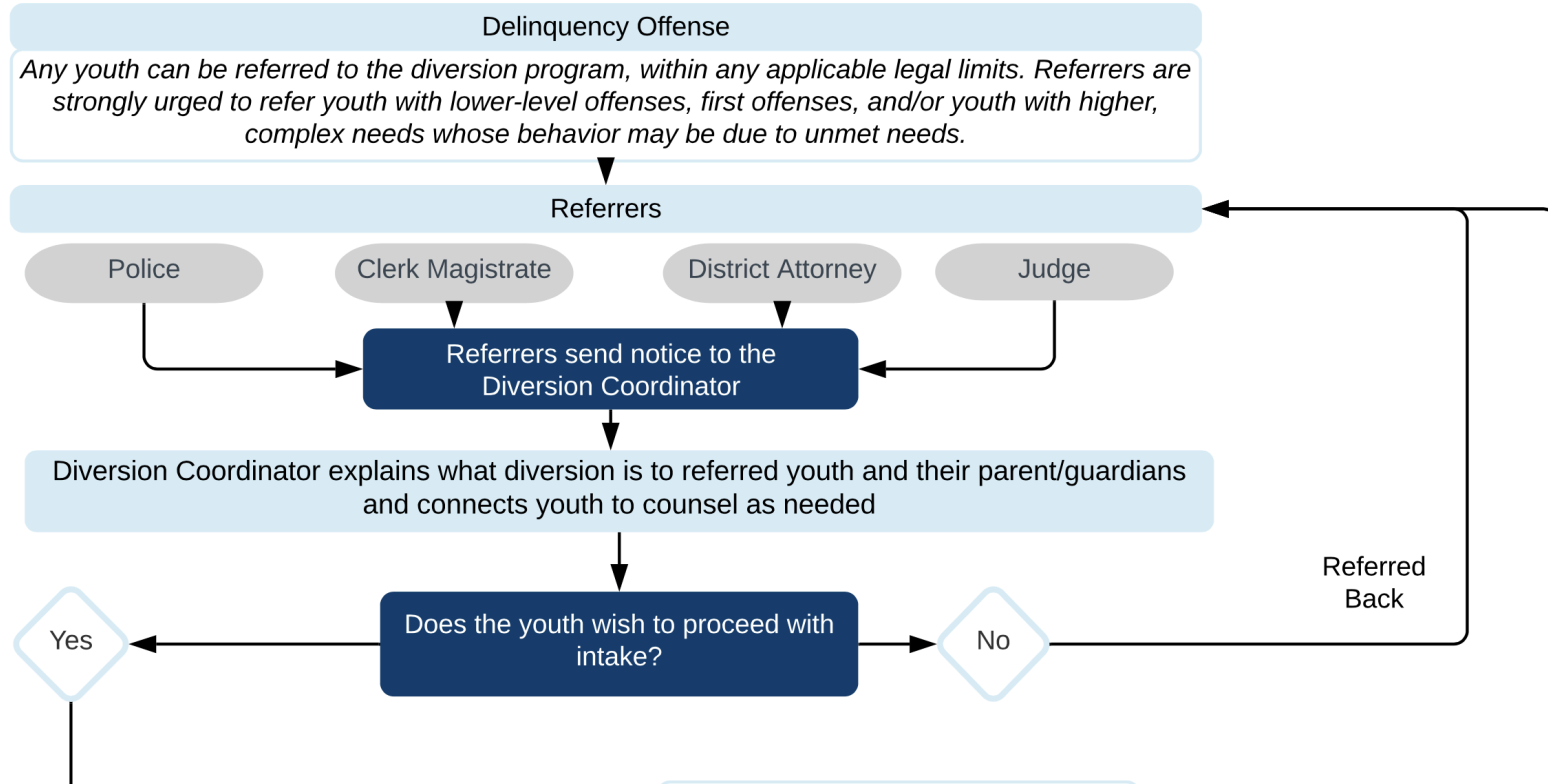 Delinquency Offense
Any youth can be referred to the diversion program, within any applicable legal limits. Referrers are
strongly urged to refer youth with lower-level offenses, first offenses, and/or youth with higher,
complex needs whose behavior may be due to unmet needs.
Referrers
Police
Clerk Magistrate
District Attorney
Judge
Referrers send notice to the
Diversion Coordinator
Diversion Coordinator explains what diversion is to referred youth and their parent/guardians
and connects youth to counsel as needed
Referred
Back
Yes
Does the youth wish to proceed with
intake?
No